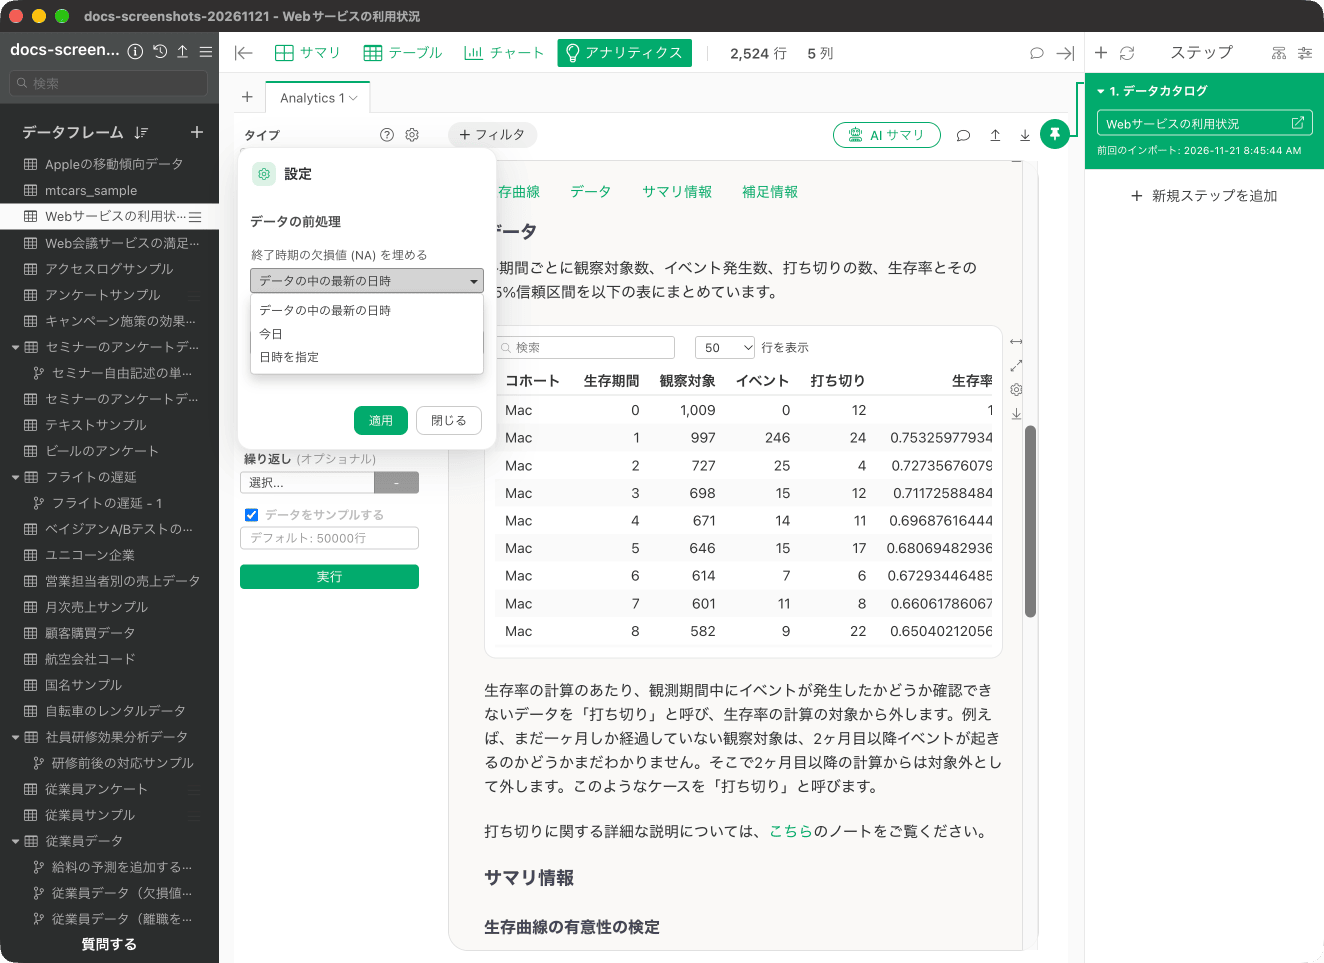 docs-screenshots-20261121 - Webサービスの利用状況
docs-screen...
検索
データフレーム
Appleの移動傾向データ
mtcars_sample
Webサービスの利用状...
Web会議サービスの満足...
アクセスログサンプル
アンケートサンプル
キャンペーン施策の効果...
セミナーのアンケートデ...
セミナー自由記述の単...
セミナーのアンケートデ...
テキストサンプル
ビールのアンケート
フライトの遅延
フライトの遅延 - 1
ベイジアンA/Bテストの...
ユニコーン企業
営業担当者別の売上データ
月次売上サンプル
顧客購買データ
航空会社コード
国名サンプル
自転車のレンタルデータ
社員研修効果分析データ
研修前後の対応サンプル
従業員アンケート
従業員サンプル
従業員データ
給料の予測を追加する...
従業員データ（欠損値...
従業員データ（離職を...
質問する
サマリ
テーブル
チャート
アナリティクス
2,524 行
5 列
Analytics 1
タイプ
フィルタ
AI サマリ
設定
データの前処理
終了時期の欠損値 (NA) を埋める
データの中の最新の日時
データの中の最新の日時
今日
日時を指定
適用
閉じる
繰り返し (オプショナル)
選択...
-
データをサンプルする
デフォルト: 50000行
実行
存曲線
データ
サマリ情報
補足情報
データ
期間ごとに観察対象数、イベント発生数、打ち切りの数、生存率とその
5%信頼区間を以下の表にまとめています。
検索
50
行を表示
コホート 生存期間 観察対象 イベント 打ち切り 生存率
Mac 0 1,009 0 12 1
Mac 1 997 246 24 0.75325977934
Mac 2 727 25 4 0.72735676079
Mac 3 698 15 12 0.71172588484
Mac 4 671 14 11 0.69687616444
Mac 5 646 15 17 0.68069482936
Mac 6 614 7 6 0.67293446485
Mac 7 601 11 8 0.66061786067
Mac 8 582 9 22 0.65040212056
生存率の計算のあたり、観測期間中にイベントが発生したかどうか確認でき
ないデータを「打ち切り」と呼び、生存率の計算の対象から外します。例え
ば、まだ一ヶ月しか経過していない観察対象は、2ヶ月目以降イベントが起き
るのかどうかまだわかりません。そこで2ヶ月目以降の計算からは対象外とし
て外します。このようなケースを「打ち切り」と呼びます。
打ち切りに関する詳細な説明については、こちらのノートをご覧ください。
サマリ情報
生存曲線の有意性の検定
ステップ
1. データカタログ
Webサービスの利用状況
前回のインポート: 2026-11-21 8:45:44 AM
新規ステップを追加